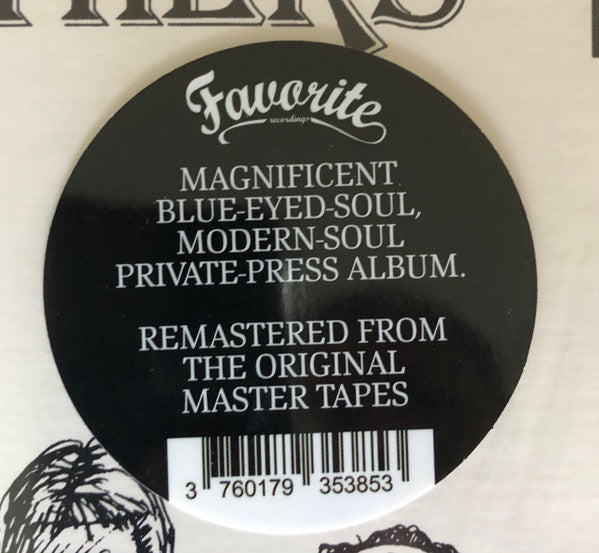 Favorite
recordings
MAGNIFICENT
BLUE-EYED-SOUL,
MODERN-SOUL
PRIVATE-PRESS ALBUM.
REMASTERED FROM
THE ORIGINAL
MASTER TAPES
3 760179 353853